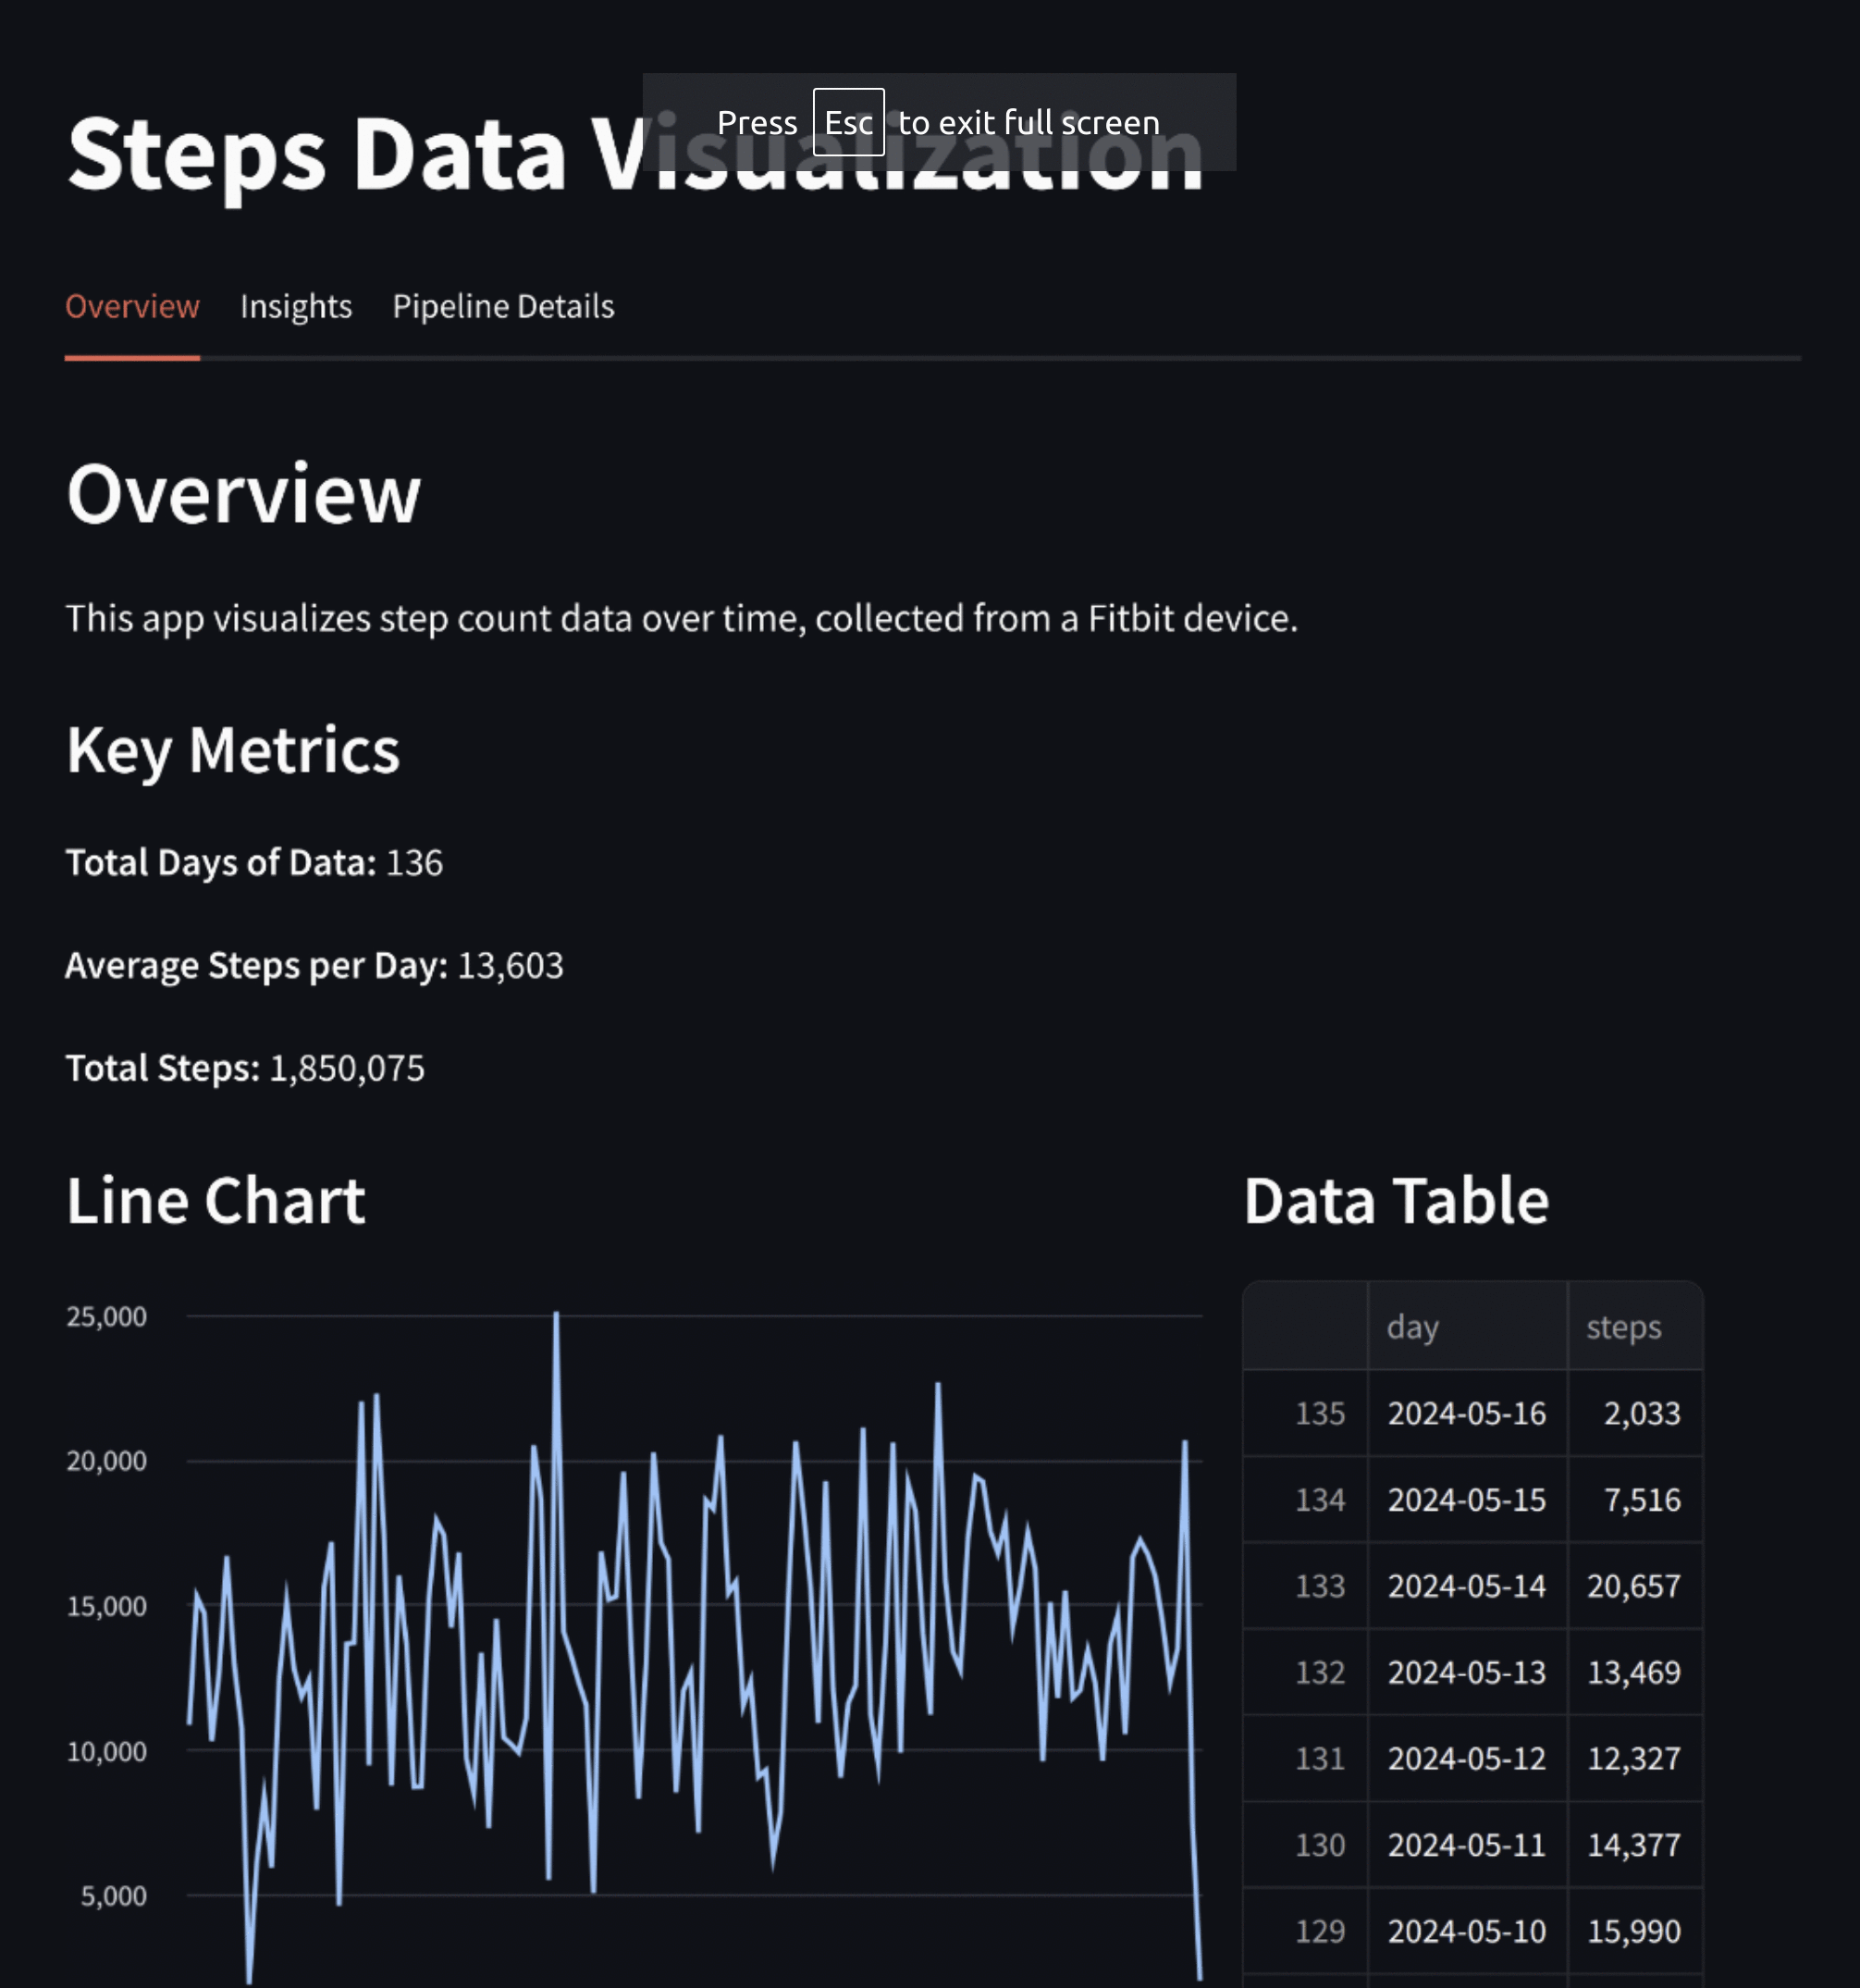 Press Esc to exit full screen
Steps Data Visualization
Overview Insights Pipeline Details
Overview
This app visualizes step count data over time, collected from a Fitbit device.
Key Metrics
Total Days of Data: 136
Average Steps per Day: 13,603
Total Steps: 1,850,075
Line Chart
25,000
20,000
15,000
10,000
5,000
Data Table
day steps
135 2024-05-16 2,033
134 2024-05-15 7,516
133 2024-05-14 20,657
132 2024-05-13 13,469
131 2024-05-12 12,327
130 2024-05-11 14,377
129 2024-05-10 15,990